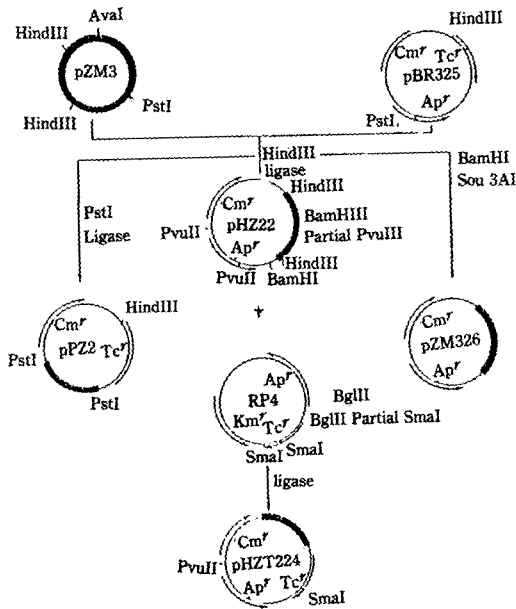 AvaI
HindIII
pZM3
PstI
HindIII
HindIII
Cmʳ Tcʳ
pBR325
Apʳ
PstI
HindIII
ligase
BamHI
Sou 3AI
PstI
Ligase
HindIII
Cmʳ
pHZ22
Apʳ
PvuII
PvuII
BamHIII
Partial PvuIII
HindIII
BamHI
+
HindIII
Cmʳ
pPZ2 Tcʳ
PstI
PstI
Cmʳ
pZM326
Apʳ
Apʳ
RP4
Kmʳ Tcʳ
BglII
BglII Partial SmaI
SmaI
SmaI
ligase
Cmʳ
pHZT224
Apʳ Tcʳ
PvuII
SmaI